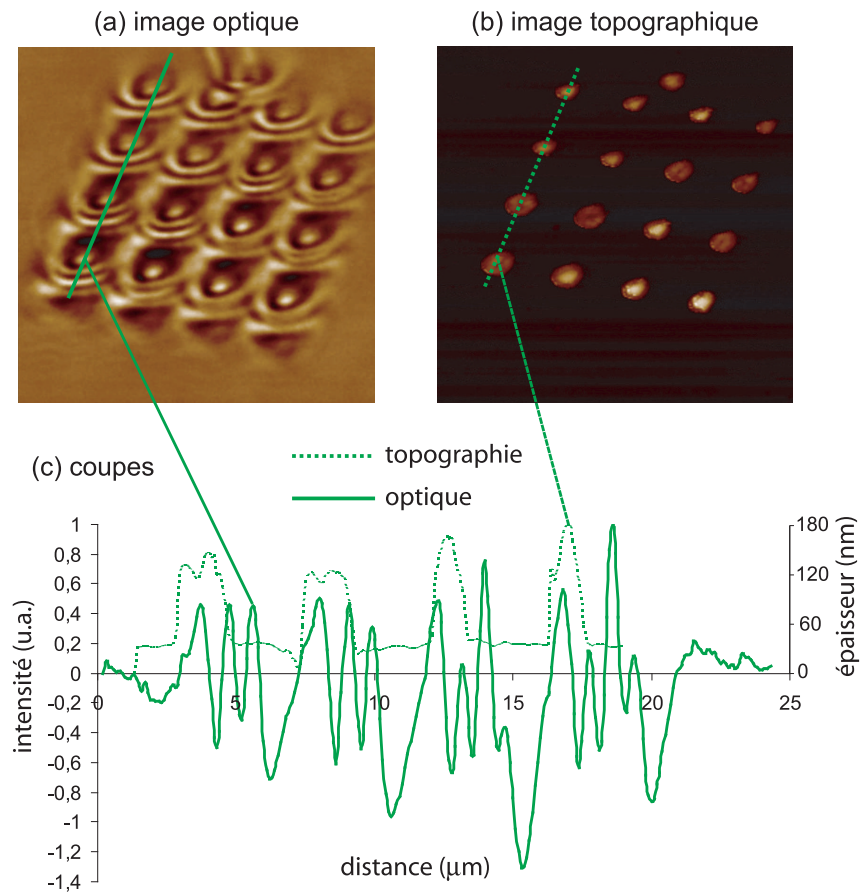 (a) image optique
(b) image topographique
(c) coupes
topographie
optique
intensité (u.a.)
1
0,8
0,6
0,4
0,2
0
-0,2
-0,4
-0,6
-0,8
-1
-1,2
-1,4
0
5
10
15
20
25
distance (µm)
180
120
60
0
épaisseur (nm)